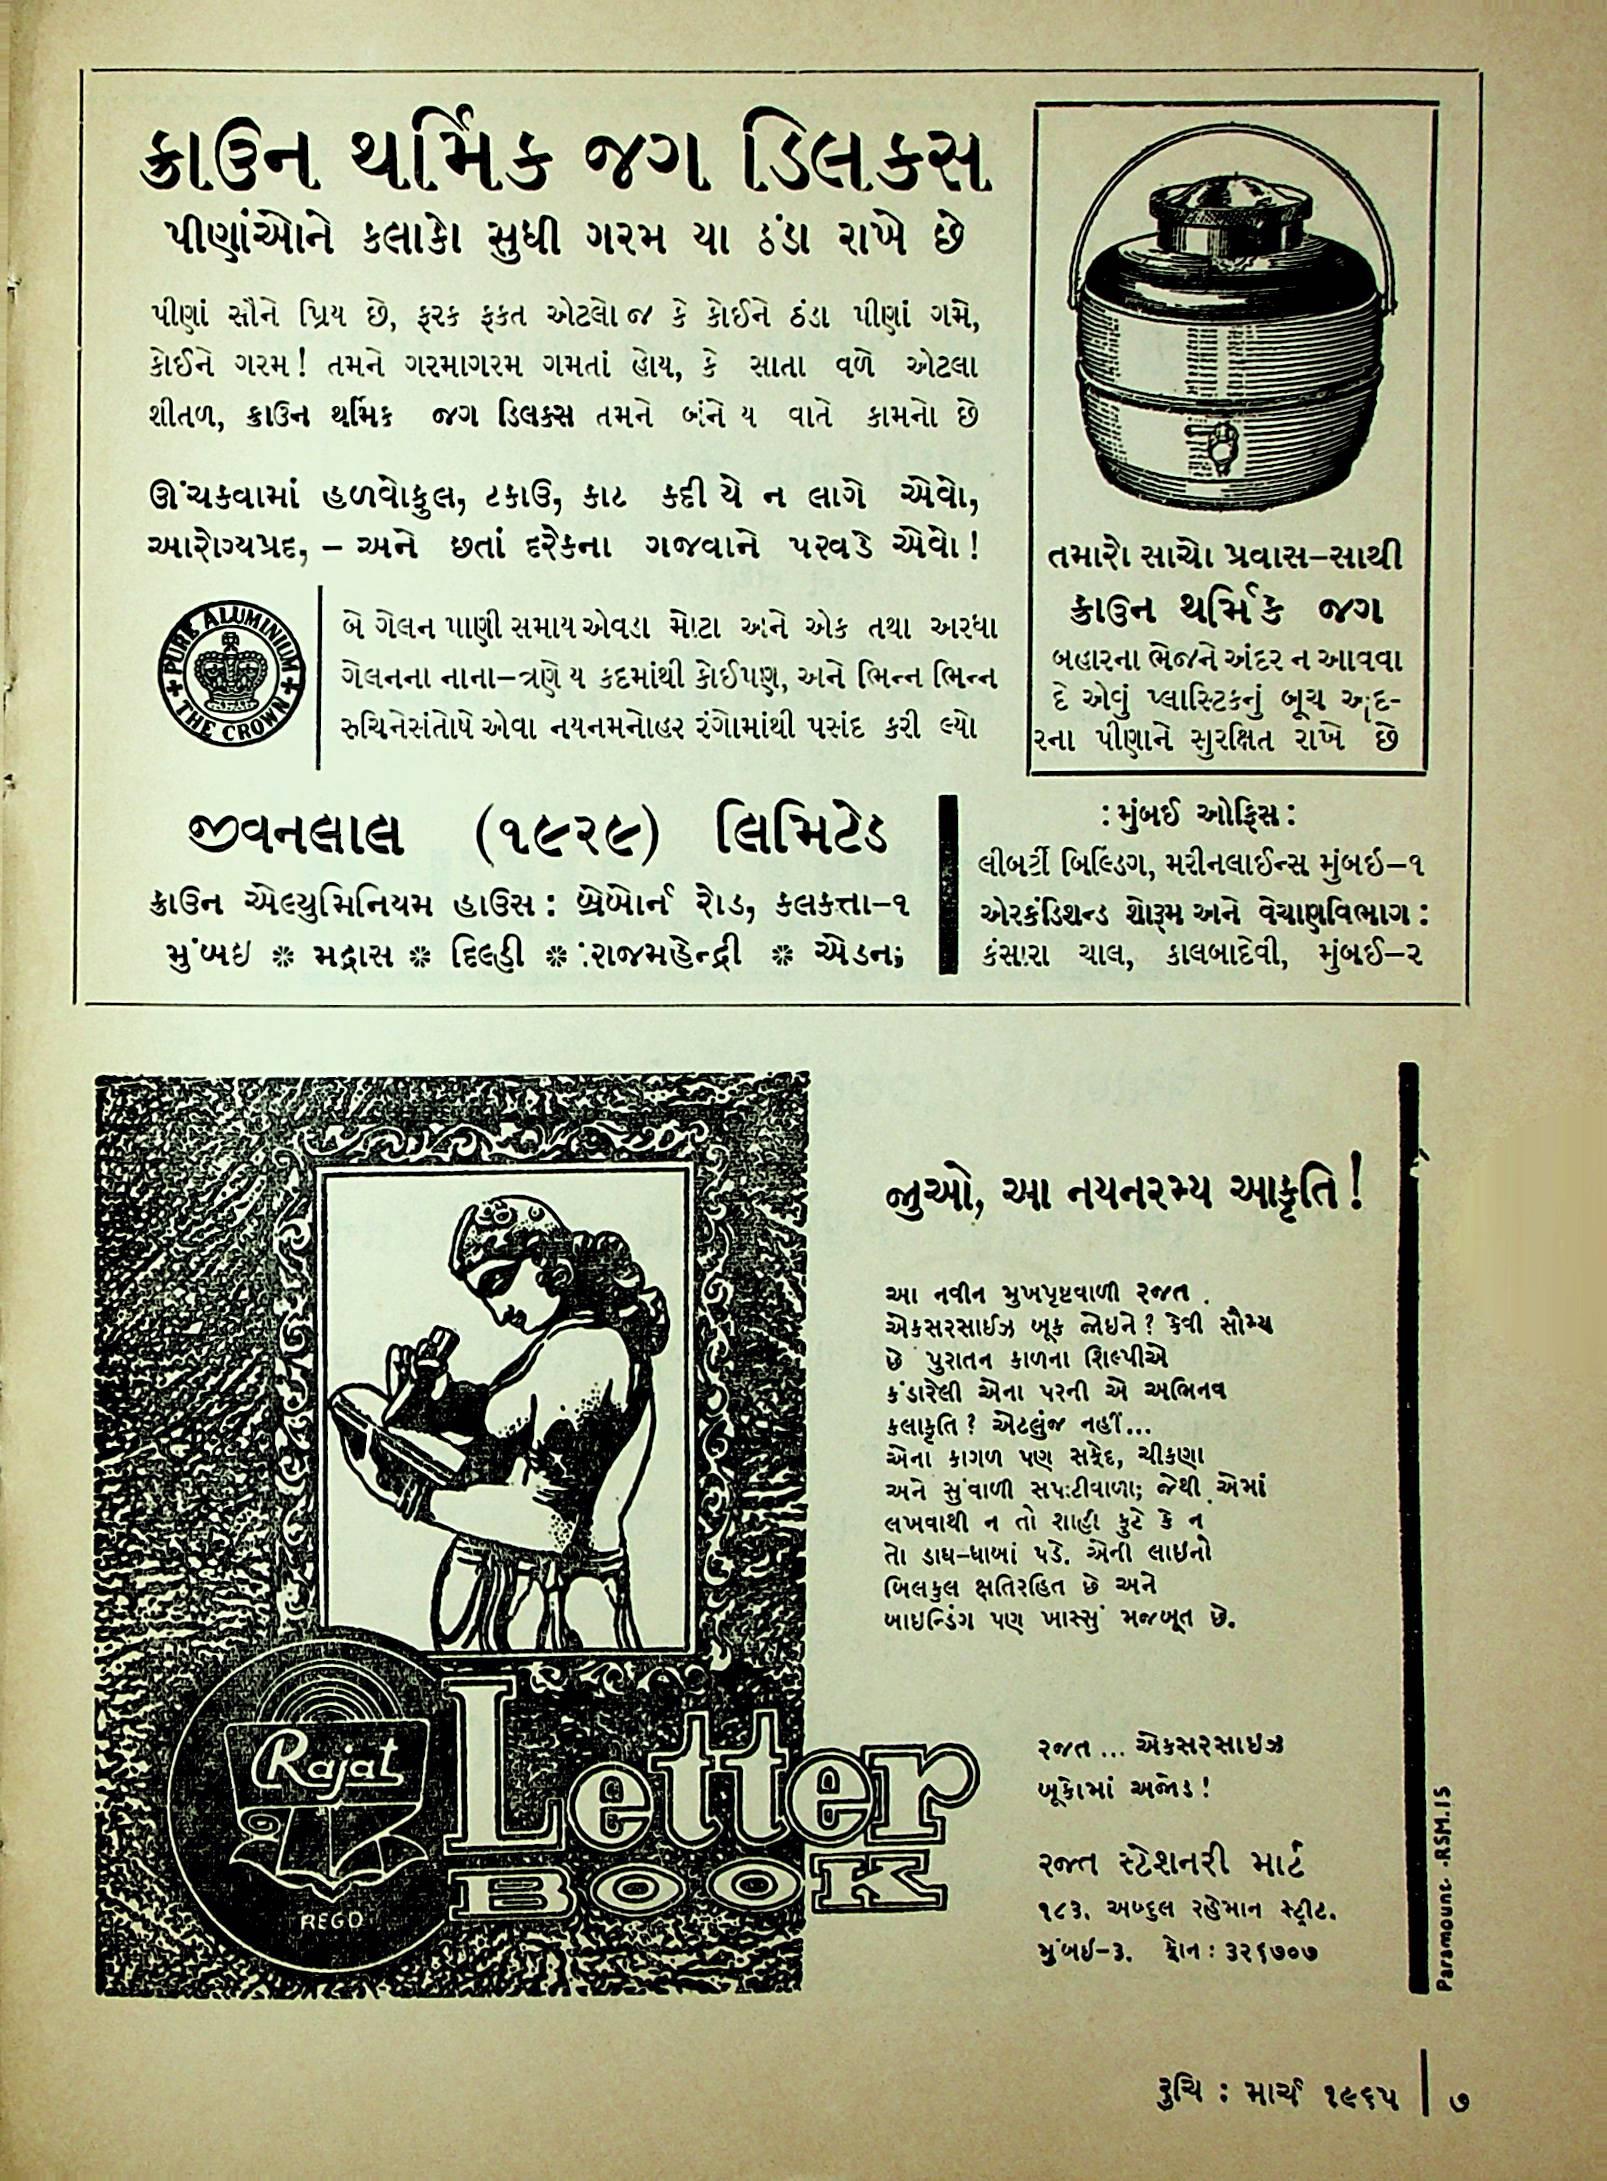 ક્રાઉન થર્મિક જગ ડિલક્સ
પીણાંઓને કલાકો સુધી ગરમ યા ઠંડા રાખે છે
પીણાં સૌને પ્રિય છે, ફરક ફકત એટલો જ કે કોઈને ઠંડા પીણાં ગમે,
કોઈને ગરમ! તમને ગરમાગરમ ગમતાં હોય, કે સાતા વળે એટલા
શીતળ, ક્રાઉન થર્મિક જગ ડિલક્સ તમને બંને ય વાતે કામનો છે
ઊંચકવામાં હળવોફુલ, ટકાઉ, કાટ કદી યે ન લાગે એવો,
આરોગ્યપ્રદ, – અને છતાં દરેકના ગજવાને પરવડે એવો!
PURE ALUMINIUM
THE CROWN
બે ગેલન પાણી સમાય એવડા મોટા અને એક તથા અરધા
ગેલનના નાના–ત્રણે ય કદમાંથી કોઈપણ, અને ભિન્ન ભિન્ન
રુચિનેસંતોષે એવા નયનમનોહર રંગોમાંથી પસંદ કરી લ્યો
તમારો સાચો પ્રવાસ–સાથી
ક્રાઉન થર્મિક જગ
બહારના ભેજને અંદર ન આવવા
દે એવું પ્લાસ્ટિકનું બૂચ અંદ-
રના પીણાને સુરક્ષિત રાખે છે
જીવનલાલ (૧૯૨૯) લિમિટેડ
ક્રાઉન એલ્યુમિનિયમ હાઉસ : બ્રેબોર્ન રોડ, કલકત્તા–૧
મુંબઇ ❋ મદ્રાસ ❋ દિલ્હી ❋ રાજમહેન્દ્રી ❋ એડન
: મુંબઈ ઓફિસ :
લીબર્ટી બિલ્ડિંગ, મરીનલાઈન્સ મુંબઇ–૧
એરકંડિશન્ડ શોરૂમ અને વેચાણવિભાગ :
કંસારા ચાલ, કાલબાદેવી, મુંબઈ–૨
જુઓ, આ નયનરમ્ય આકૃતિ!
આ નવીન મુખપૃષ્ટવાળી રજત
એકસરસાઈઝ બૂક જોઇને? કેવી સૌમ્ય
છે પુરાતન કાળના શિલ્પીએ
કંડારેલી એના પરની એ અભિનવ
કલાકૃતિ? એટલુંજ નહીં...
એના કાગળ પણ સફેદ, ચીકણા
અને સુંવાળી સપાટીવાળા; જેથી એમાં
લખવાથી ન તો શાહી ફુટે કે ન
તો ડાઘ-ધાબાં પડે. એની લાઇનો
બિલકુલ ક્ષતિરહિત છે અને
બાઇન્ડિંગ પણ ખાસ્સું મજબૂત છે.
Rajat
REGD
Letter
BOOK
રજત ... એકસરસાઇઝ
બૂકોમાં અજોડ!
રજત સ્ટેશનરી માર્ટ
૧૮૩. અબ્દુલ રહેમાન સ્ટ્રીટ.
મુંબઇ-૩. ફોન : ૩૨૬૭૦૭
Paramount -RSM.15
રુચિ : માર્ચ ૧૯૬૫ | ૭